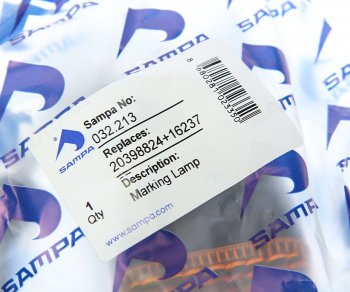 Sampa No:
032.213
Replaces:
20398824+16237
Description:
Marking Lamp
SAMPA
1
Qty
www.sampa.com
SAMPA
SAMPA
SAMPA
SAMPA
SAMPA